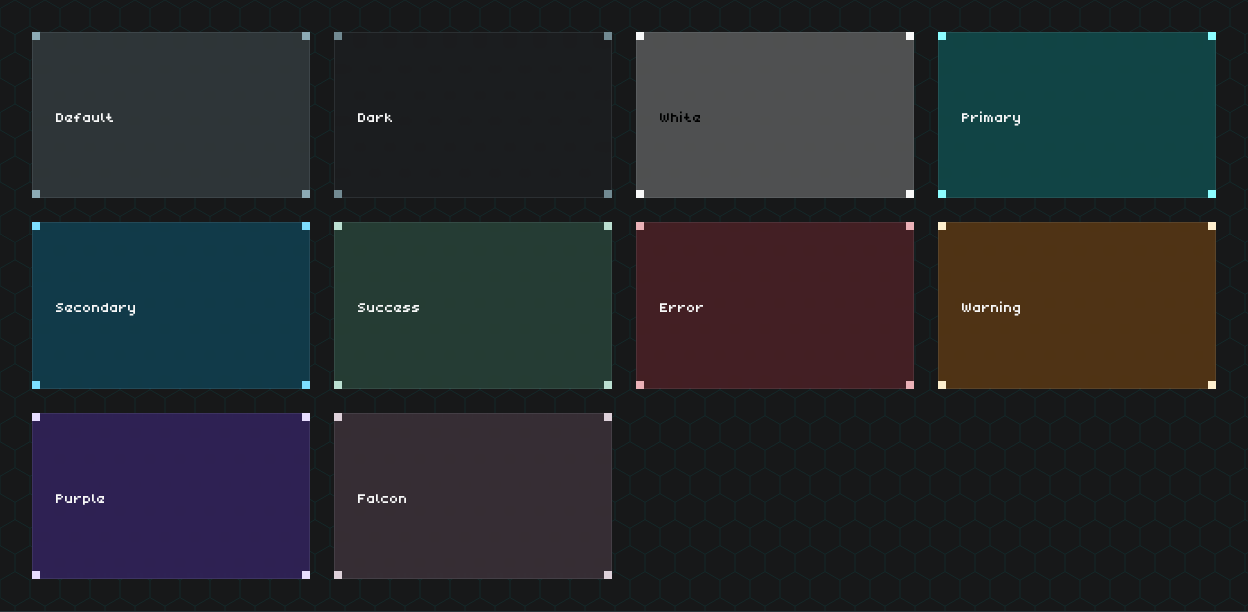 Default
Dark
White
Primary
Secondary
Success
Error
Warning
Purple
Falcon